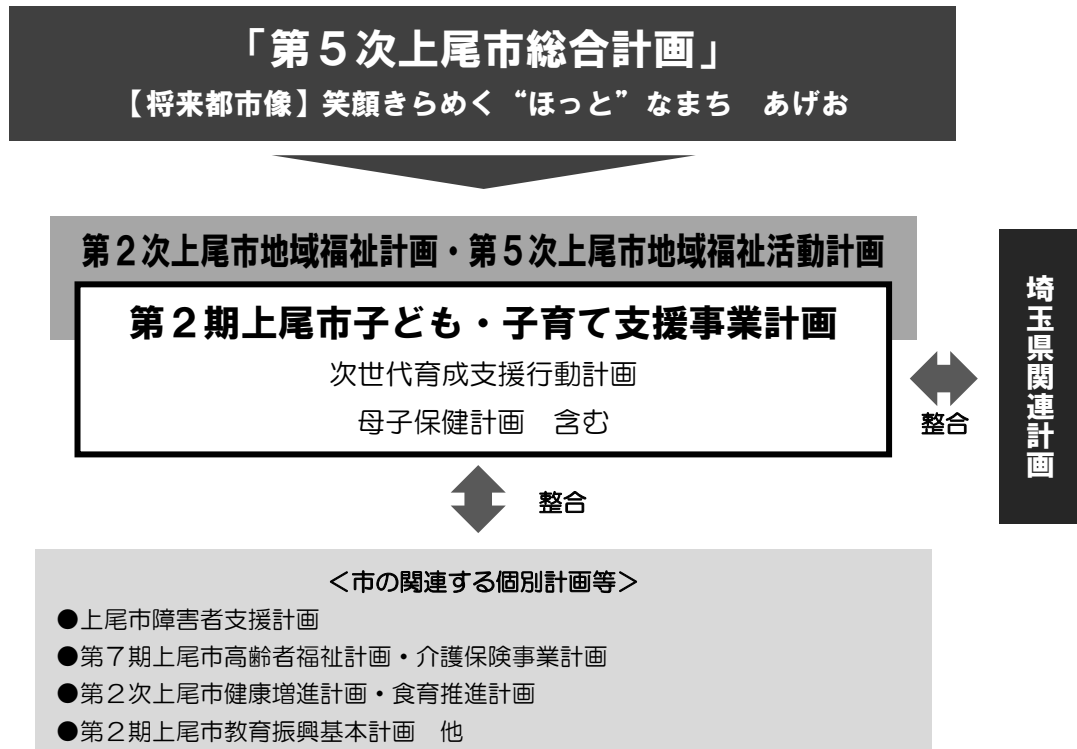 「第５次上尾市総合計画」
【将来都市像】笑顔きらめく“ほっと”なまち　あげお
第２次上尾市地域福祉計画・第５次上尾市地域福祉活動計画
第２期上尾市子ども・子育て支援事業計画
次世代育成支援行動計画
母子保健計画　含む
整合
埼玉県関連計画
整合
＜市の関連する個別計画等＞
●上尾市障害者支援計画
●第７期上尾市高齢者福祉計画・介護保険事業計画
●第２次上尾市健康増進計画・食育推進計画
●第２期上尾市教育振興基本計画　他